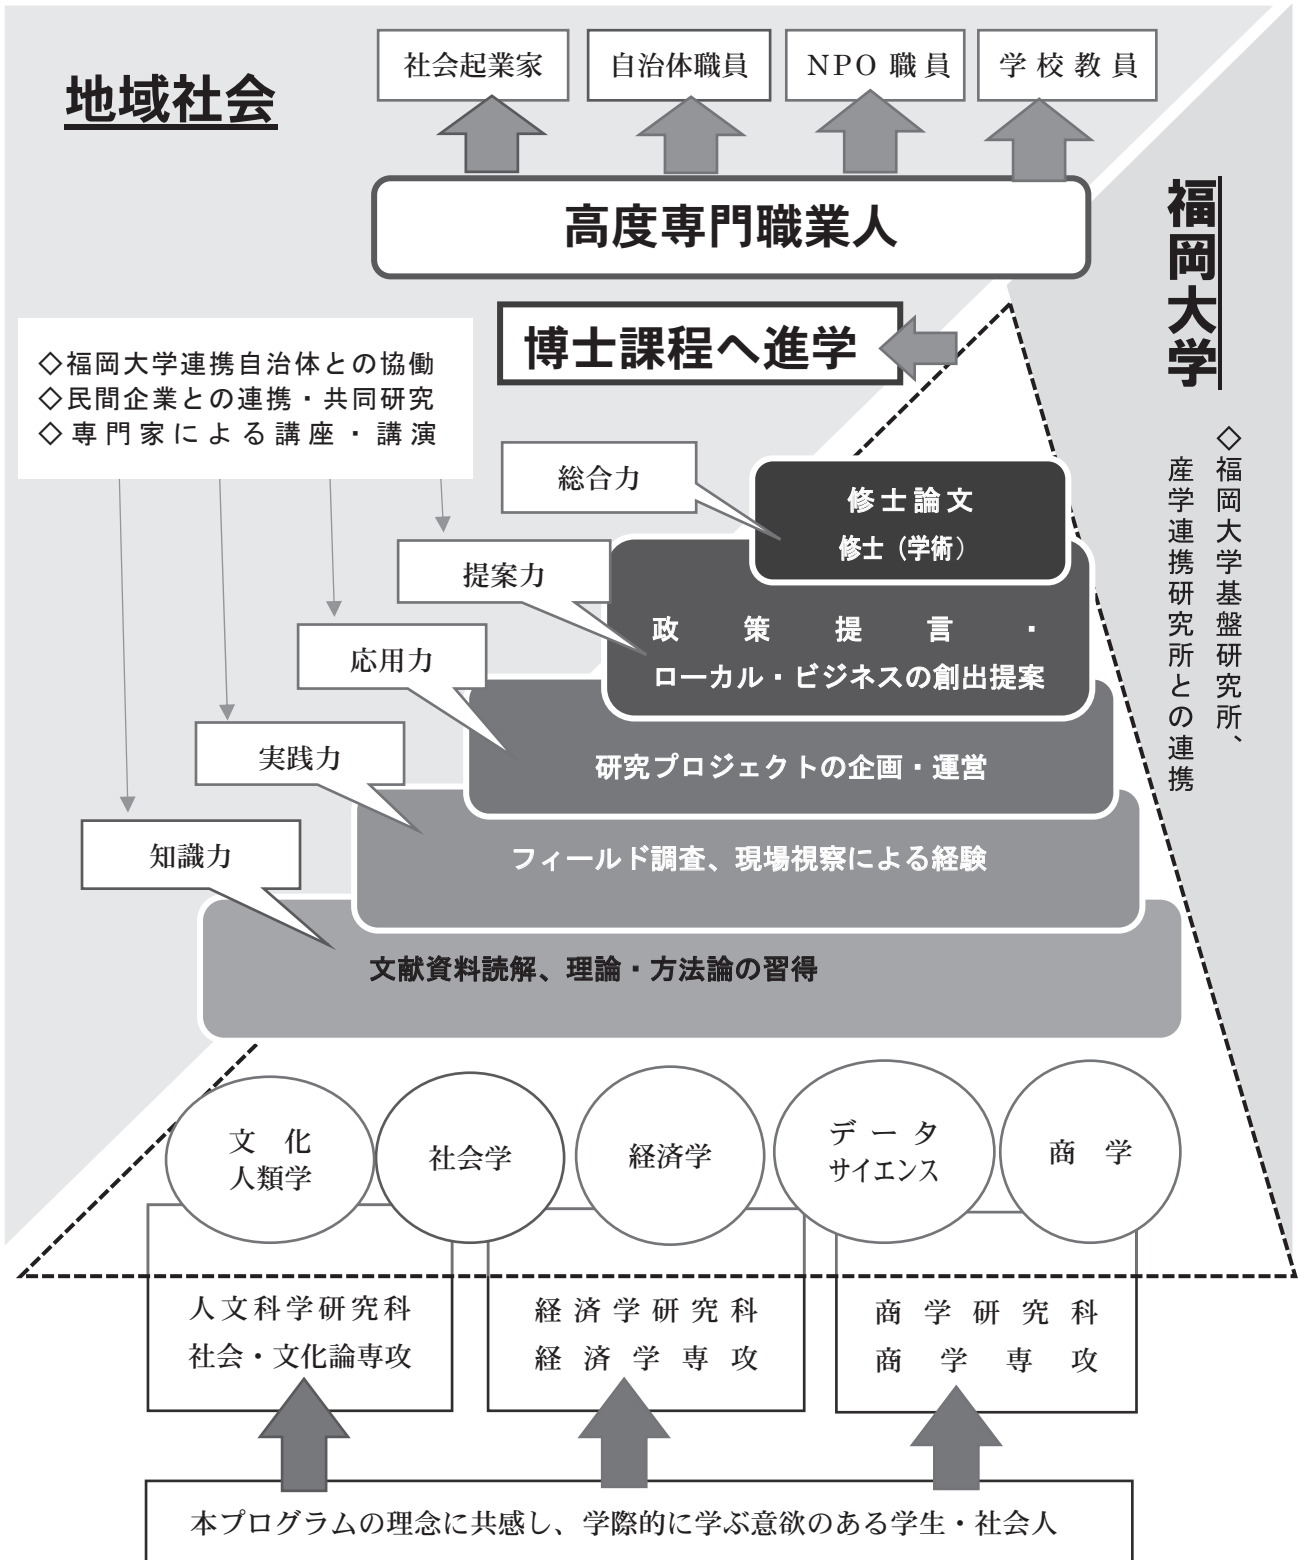 地域社会
社会起業家
自治体職員
NPO 職員
学校教員
高度専門職業人
博士課程へ進学
福岡大学
◇福岡大学基盤研究所、
産学連携研究所との連携
◇福岡大学連携自治体との協働
◇民間企業との連携・共同研究
◇専門家による講座・講演
総合力
修士論文
修士（学術）
提案力
政策提言・
ローカル・ビジネスの創出提案
応用力
研究プロジェクトの企画・運営
実践力
フィールド調査、現場視察による経験
知識力
文献資料読解、理論・方法論の習得
文　化
人類学
社会学
経済学
データ
サイエンス
商　学
人文科学研究科
社会・文化論専攻
経済学研究科
経済学専攻
商学研究科
商学専攻
本プログラムの理念に共感し、学際的に学ぶ意欲のある学生・社会人